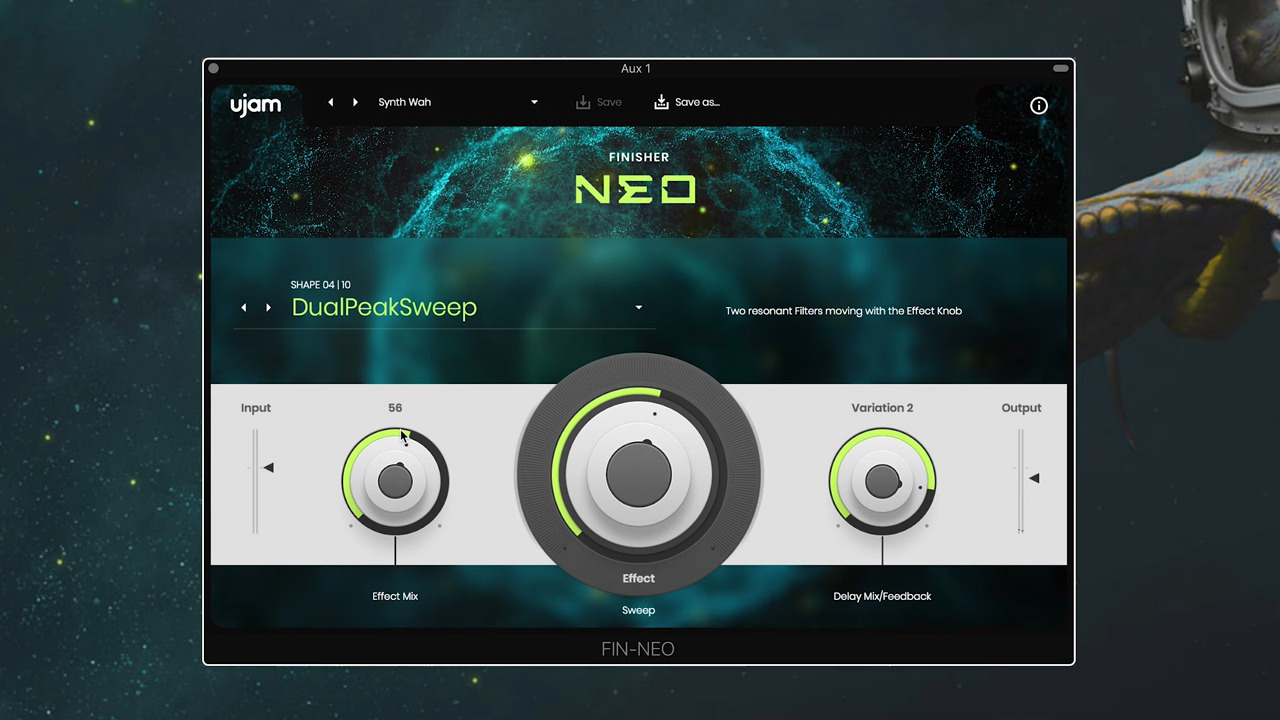 Aux 1
ujam
Synth Wah
Save
Save as...
FINISHER
NEO
SHAPE 04 | 10
DualPeakSweep
Two resonant Filters moving with the Effect Knob
Input
56
Variation 2
Output
Effect
Effect Mix
Sweep
Delay Mix/Feedback
FIN-NEO